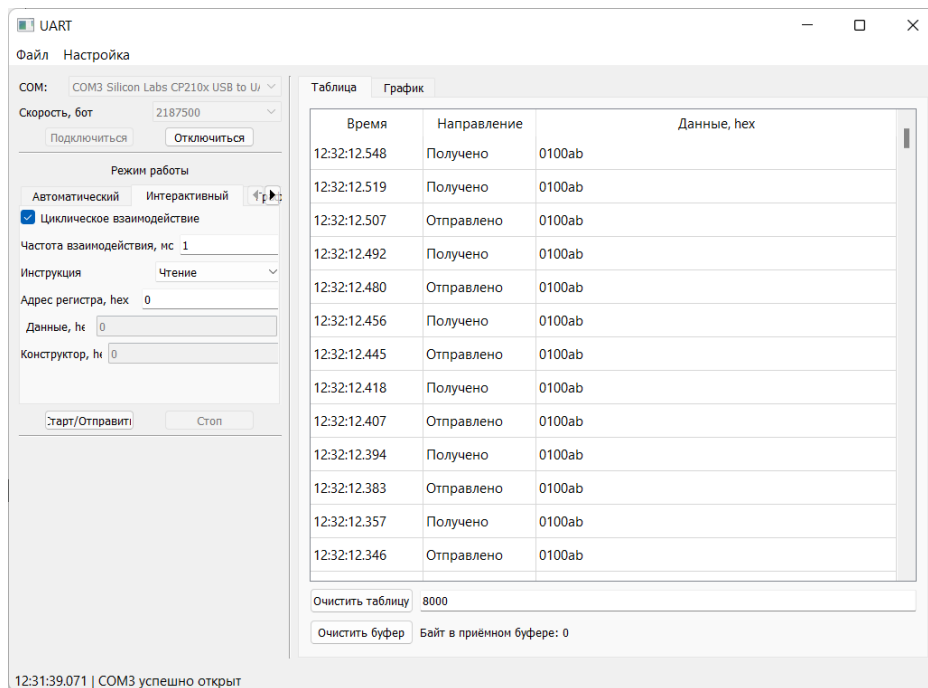 UART
Файл Настройка
COM: COM3 Silicon Labs CP210x USB to U
Скорость, бот 2187500
Подключиться Отключиться
Режим работы
Автоматический Интерактивный
Циклическое взаимодействие
Частота взаимодействия, мс 1
Инструкция Чтение
Адрес регистра, hex 0
Данные, he 0
Конструктор, he 0
Старт/Отправить Стоп
Таблица График
Время Направление Данные, hex
12:32:12.548 Получено 0100ab
12:32:12.519 Получено 0100ab
12:32:12.507 Отправлено 0100ab
12:32:12.492 Получено 0100ab
12:32:12.480 Отправлено 0100ab
12:32:12.456 Получено 0100ab
12:32:12.445 Отправлено 0100ab
12:32:12.418 Получено 0100ab
12:32:12.407 Отправлено 0100ab
12:32:12.394 Получено 0100ab
12:32:12.383 Отправлено 0100ab
12:32:12.357 Получено 0100ab
12:32:12.346 Отправлено 0100ab
Очистить таблицу 8000
Очистить буфер Байт в приёмном буфере: 0
12:31:39.071 | COM3 успешно открыт